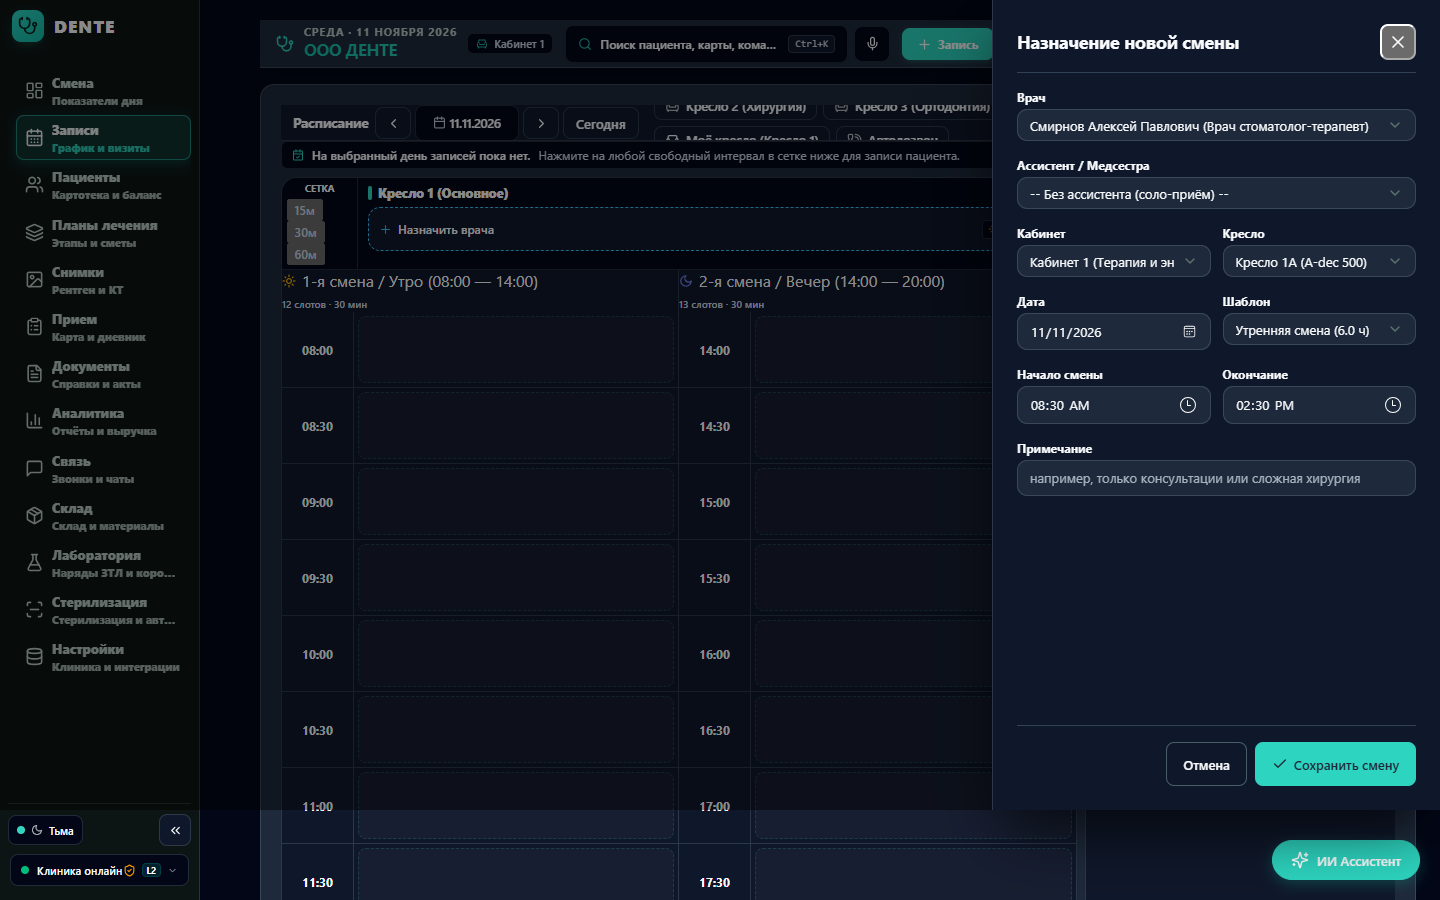 DENTE
Смена
Показатели дня
Записи
График и визиты
Пациенты
Картотека и баланс
Планы лечения
Этапы и сметы
Снимки
Рентген и КТ
Прием
Карта и дневник
Документы
Справки и акты
Аналитика
Отчёты и выручка
Связь
Звонки и чаты
Склад
Склад и материалы
Лаборатория
Наряды ЗТЛ и коро...
Стерилизация
Стерилизация и авт...
Настройки
Клиника и интеграции
Тьма
Клиника онлайн L2
СРЕДА · 11 НОЯБРЯ 2026
ООО ДЕНТЕ
Кабинет 1
Поиск пациента, карты, кома... Ctrl+K
+ Запись
Расписание
11.11.2026
Сегодня
Кресло 2 (Хирургия)
Кресло 3 (Ортодонтия)
Моё кресло (Кресло 1)
Автодозвон
На выбранный день записей пока нет. Нажмите на любой свободный интервал в сетке ниже для записи пациента.
СЕТКА
15м
30м
60м
Кресло 1 (Основное)
+ Назначить врача
1-я смена / Утро (08:00 — 14:00)
12 слотов · 30 мин
2-я смена / Вечер (14:00 — 20:00)
13 слотов · 30 мин
08:00 14:00
08:30 14:30
09:00 15:00
09:30 15:30
10:00 16:00
10:30 16:30
11:00 17:00
11:30 17:30
Назначение новой смены
Врач
Смирнов Алексей Павлович (Врач стоматолог-терапевт)
Ассистент / Медсестра
-- Без ассистента (соло-приём) --
Кабинет Кресло
Кабинет 1 (Терапия и эн Кресло 1A (A-dec 500)
Дата Шаблон
11/11/2026 Утренняя смена (6.0 ч)
Начало смены Окончание
08:30 AM 02:30 PM
Примечание
например, только консультации или сложная хирургия
Отмена
Сохранить смену
ИИ Ассистент